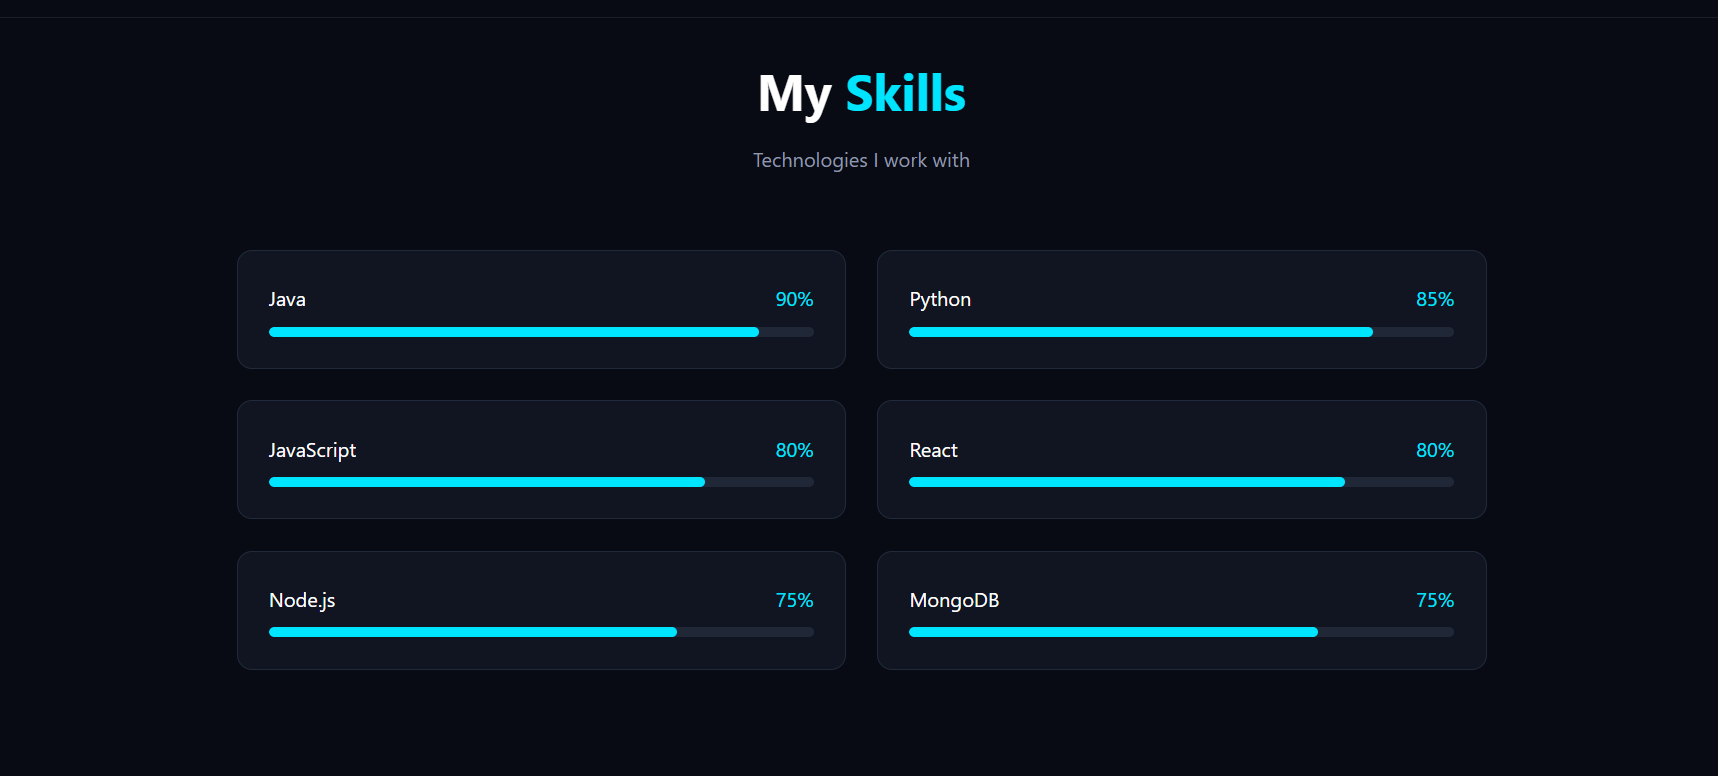 My Skills
Technologies I work with
Java 90%
Python 85%
JavaScript 80%
React 80%
Node.js 75%
MongoDB 75%